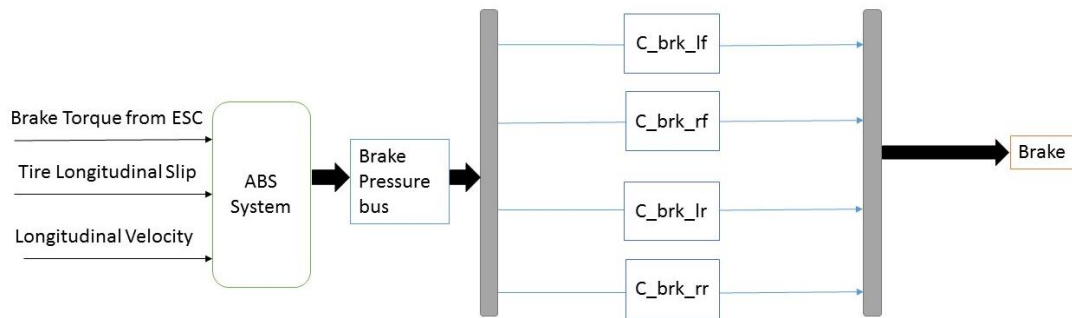 Brake Torque from ESC
Tire Longitudinal Slip
Longitudinal Velocity
ABS
System
Brake
Pressure
bus
C_brk_lf
C_brk_rf
C_brk_lr
C_brk_rr
Brake